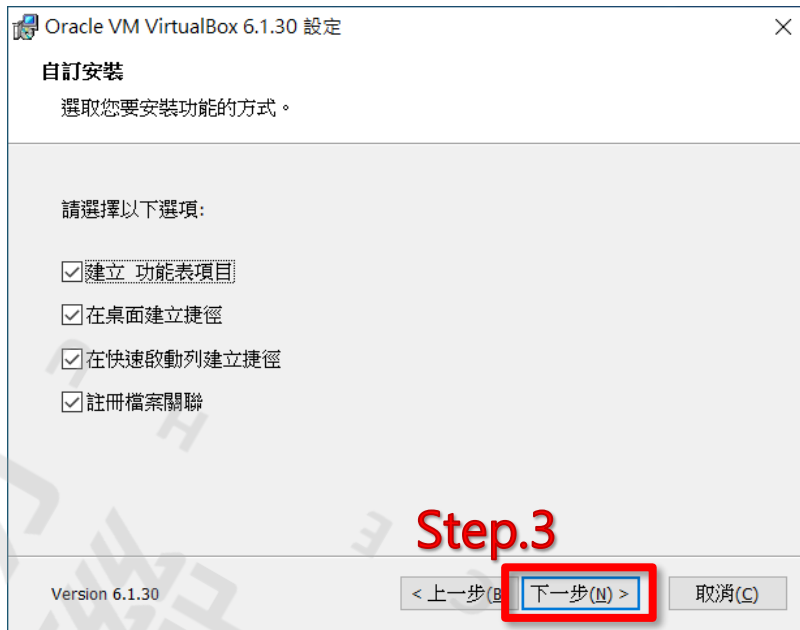 Oracle VM VirtualBox 6.1.30 設定
自訂安裝
選取您要安裝功能的方式。
請選擇以下選項:
建立 功能表項目
在桌面建立捷徑
在快速啟動列建立捷徑
註冊檔案關聯
Step.3
Version 6.1.30
< 上一步(B 下一步(N) > 取消(C)